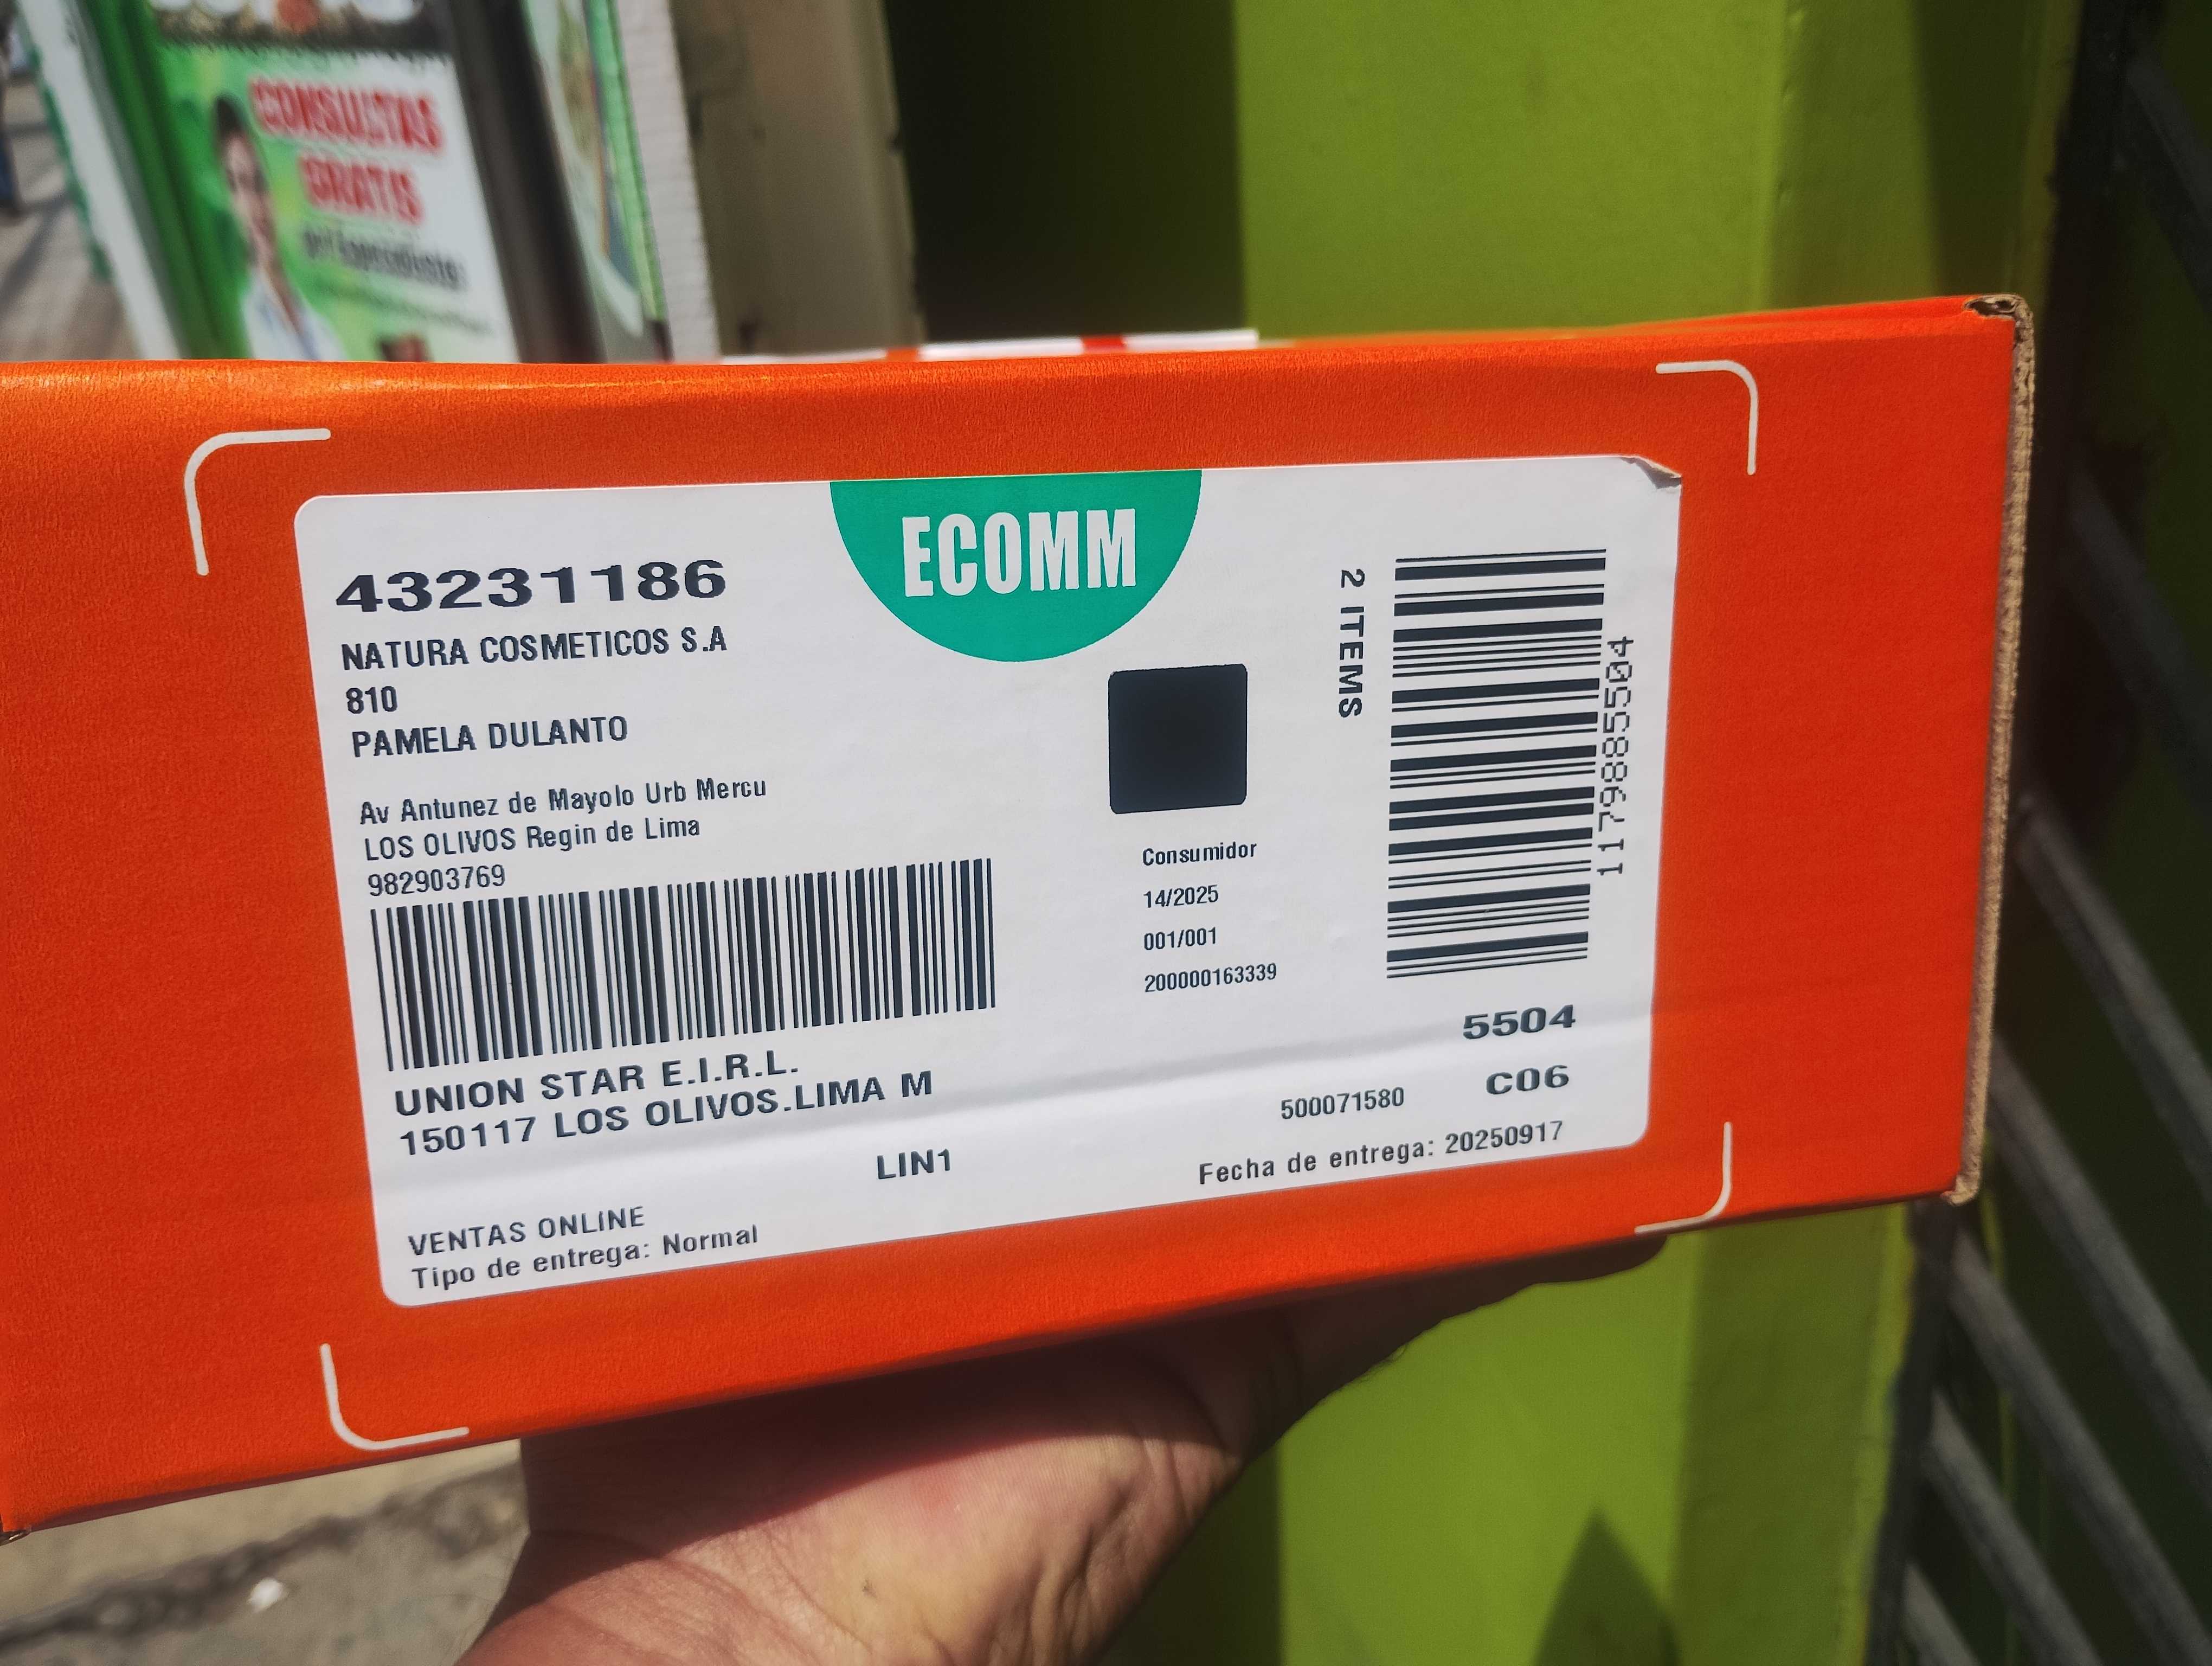 CONSULTAS
GRATIS
ECOMM
43231186
NATURA COSMETICOS S.A
810
PAMELA DULANTO
Av Antunez de Mayolo Urb Mercu
LOS OLIVOS Regin de Lima
982903769
UNION STAR E.I.R.L.
150117 LOS OLIVOS.LIMA M
LIN1
VENTAS ONLINE
Tipo de entrega: Normal
2 ITEMS
11798855504
Consumidor
14/2025
001/001
200000163339
5504
C06
500071580
Fecha de entrega: 20250917